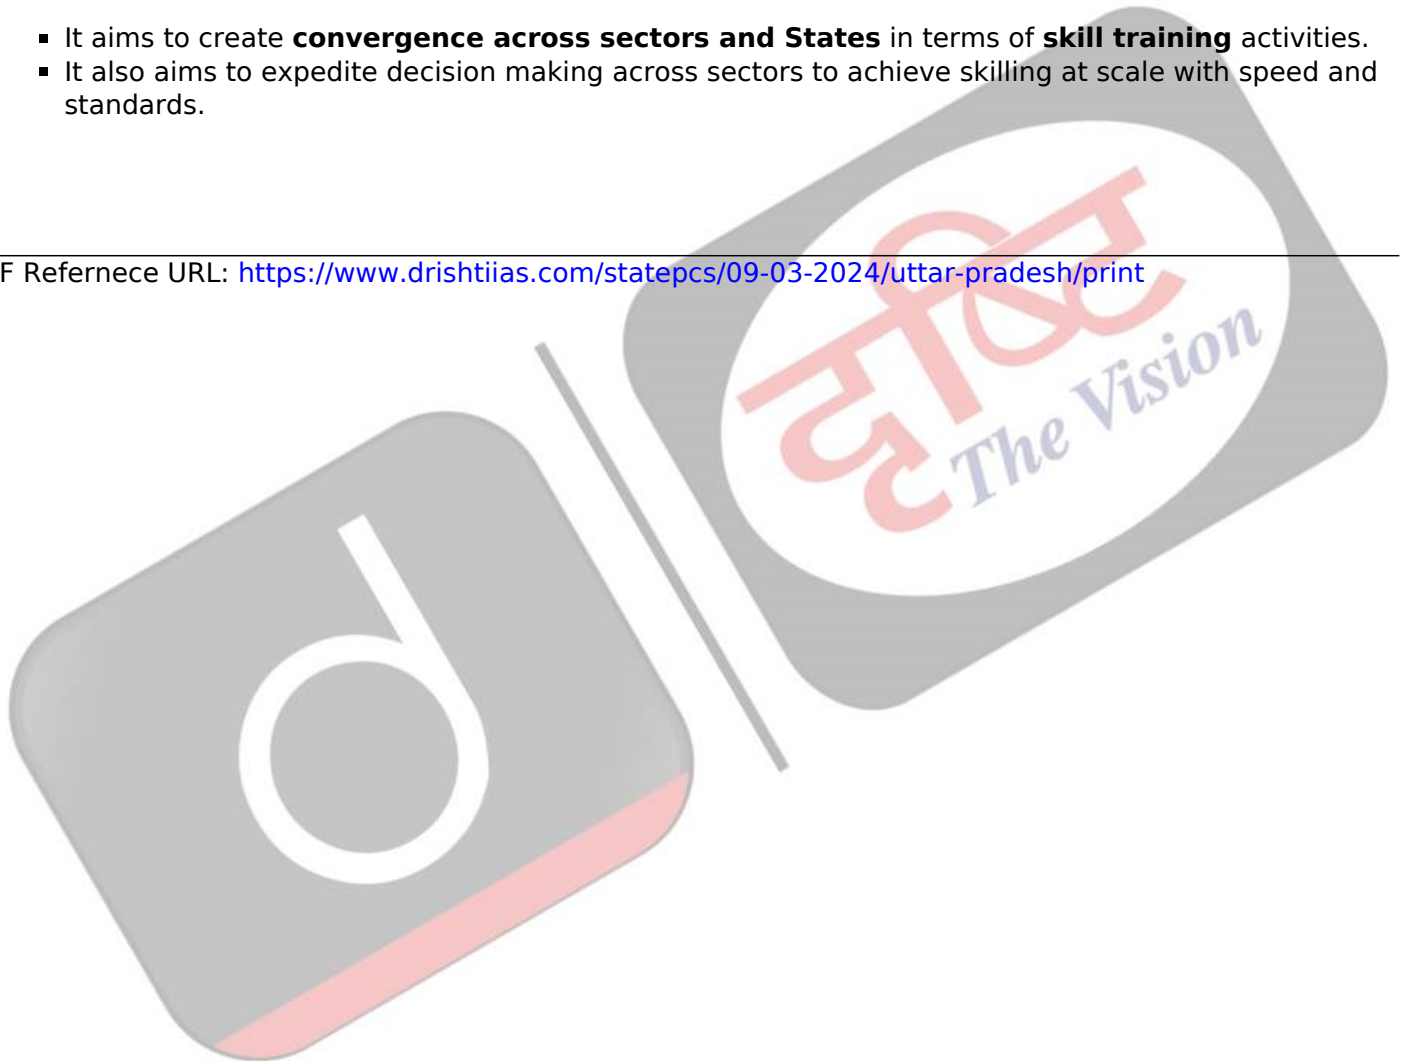 It aims to create convergence across sectors and States in terms of skill training activities.
It also aims to expedite decision making across sectors to achieve skilling at scale with speed and
standards.
F Refernece URL: https://www.drishtiias.com/statepcs/09-03-2024/uttar-pradesh/print
दृष्टि
The Vision
d